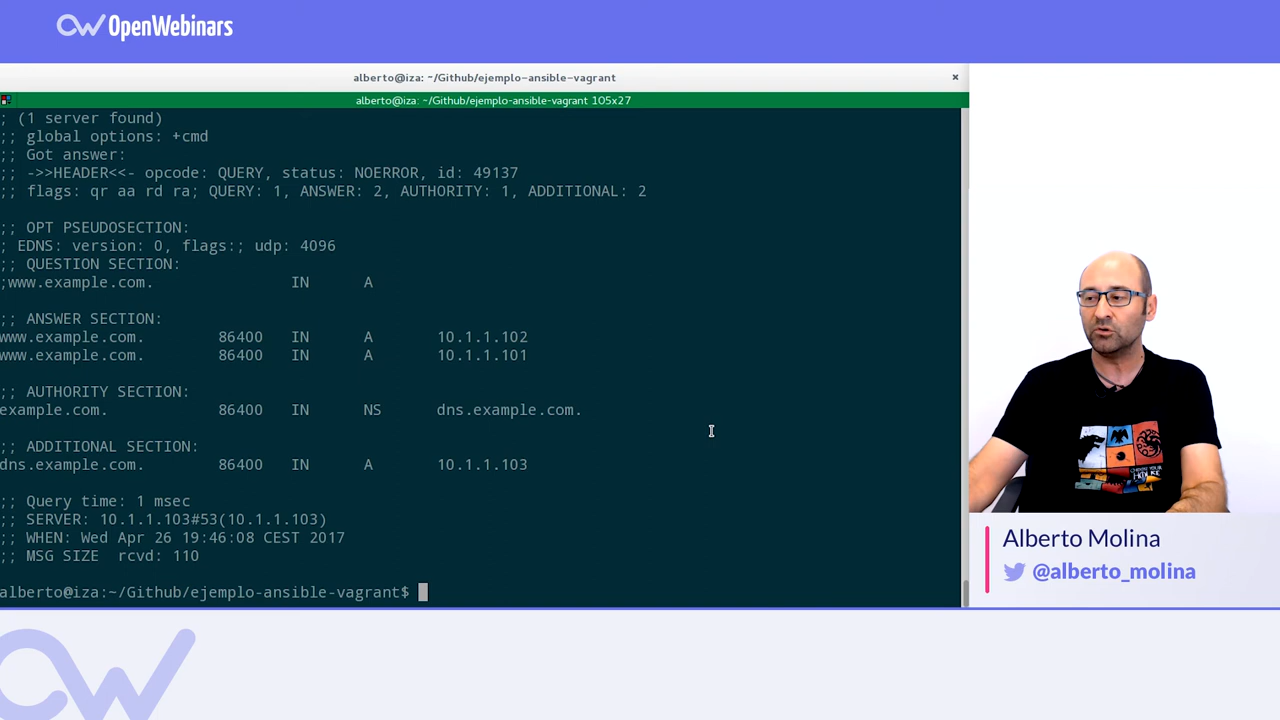 OpenWebinars
alberto@iza: ~/Github/ejemplo-ansible-vagrant
alberto@iza: ~/Github/ejemplo-ansible-vagrant 105x27
; (1 server found)
;; global options: +cmd
;; Got answer:
;; ->>HEADER<<- opcode: QUERY, status: NOERROR, id: 49137
;; flags: qr aa rd ra; QUERY: 1, ANSWER: 2, AUTHORITY: 1, ADDITIONAL: 2
;; OPT PSEUDOSECTION:
; EDNS: version: 0, flags:; udp: 4096
;; QUESTION SECTION:
;www.example.com. IN A
;; ANSWER SECTION:
www.example.com. 86400 IN A 10.1.1.102
www.example.com. 86400 IN A 10.1.1.101
;; AUTHORITY SECTION:
example.com. 86400 IN NS dns.example.com.
;; ADDITIONAL SECTION:
dns.example.com. 86400 IN A 10.1.1.103
;; Query time: 1 msec
;; SERVER: 10.1.1.103#53(10.1.1.103)
;; WHEN: Wed Apr 26 19:46:08 CEST 2017
;; MSG SIZE rcvd: 110
alberto@iza:~/Github/ejemplo-ansible-vagrant$
Alberto Molina
@alberto_molina